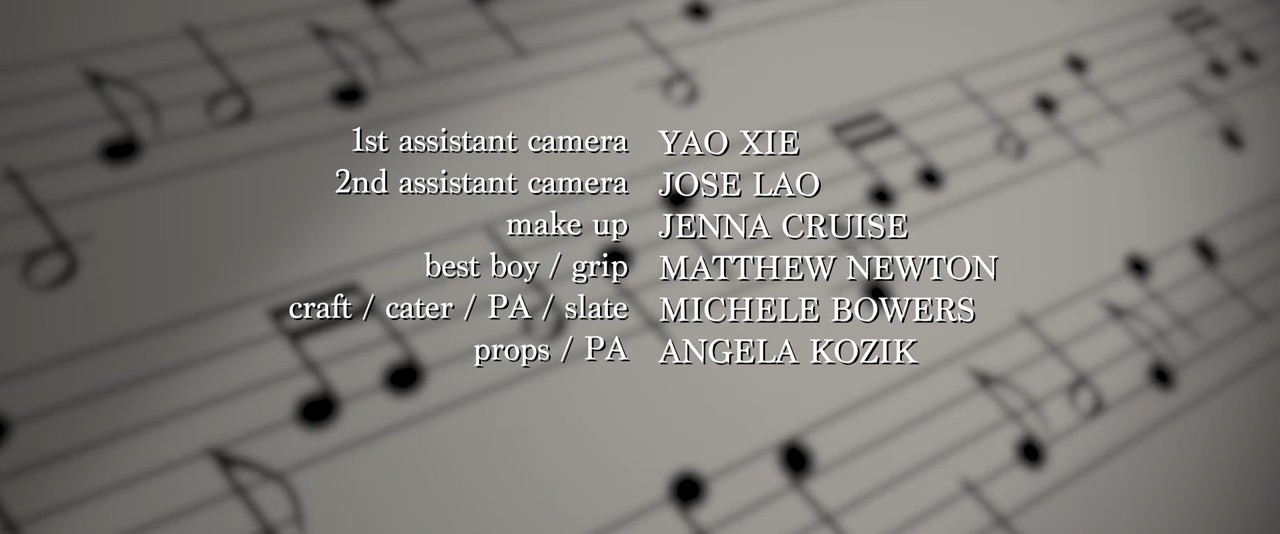 1st assistant camera YAO XIE
2nd assistant camera JOSE LAO
make up JENNA CRUISE
best boy / grip MATTHEW NEWTON
craft / cater / PA / slate MICHELE BOWERS
props / PA ANGELA KOZIK